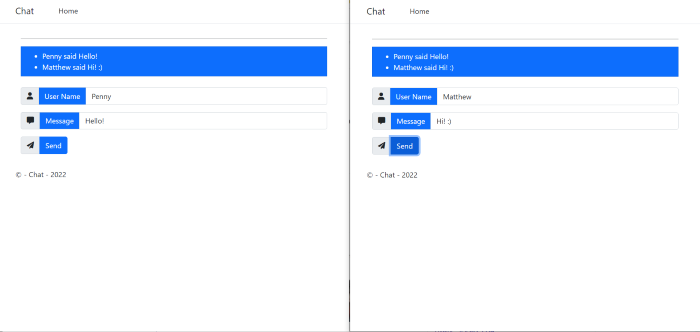 Chat Home
Penny said Hello!
Matthew said Hi! :)
User Name Penny
Message Hello!
Send
© - Chat - 2022
Chat Home
Penny said Hello!
Matthew said Hi! :)
User Name Matthew
Message Hi! :)
Send
© - Chat - 2022